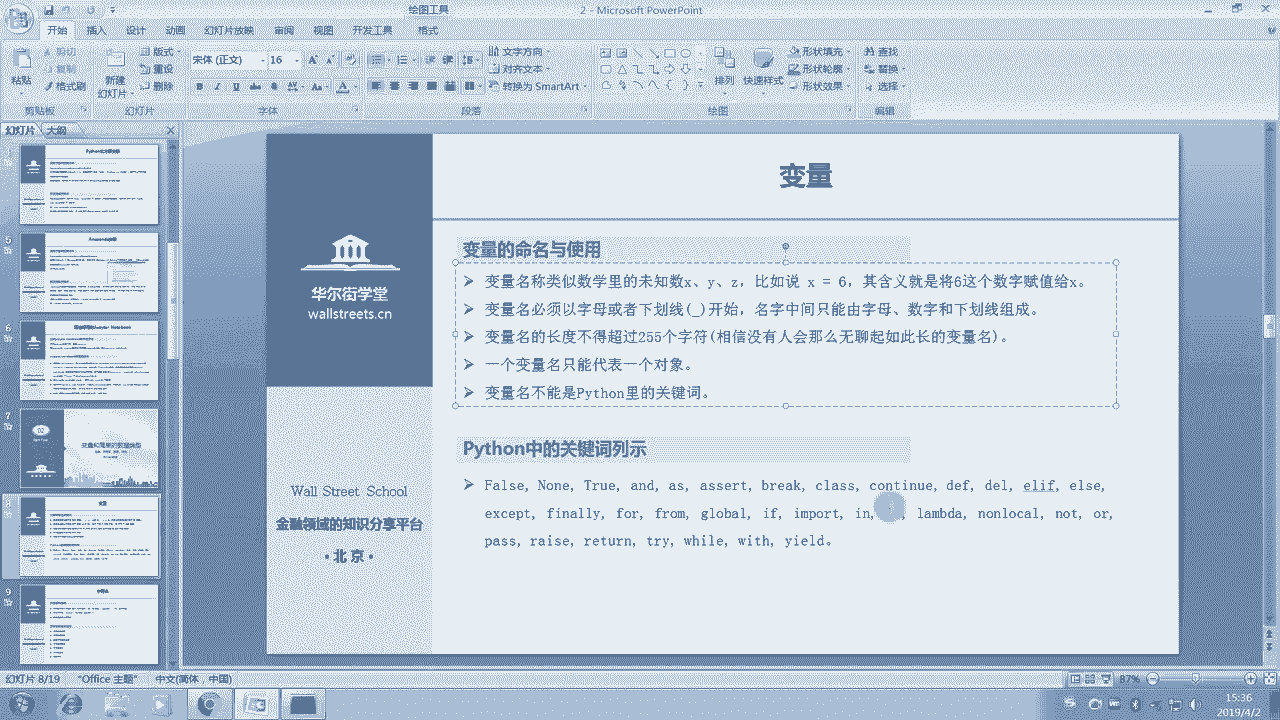 绘图工具
2 - Microsoft PowerPoint
开始 插入 设计 动画 幻灯片放映 审阅 视图 开发工具 格式
粘贴 剪切 复制 格式刷
新建 幻灯片 版式 重设 删除
宋体 (正文) 16
文字方向 对齐文本 转换为 SmartArt
排列 快速样式 形状填充 形状轮廓 形状效果
查找 替换 选择
剪贴板 幻灯片 字体 段落 绘图 编辑
幻灯片 大纲
变量
华尔街学堂
wallstreets.cn
Wall Street School
金融领域的知识分享平台
北 京
变量的命名与使用
变量名称类似数学里的未知数x、y、z，比如说，x = 6，其含义就是将6这个数字赋值给x。
变量名必须以字母或者下划线(_)开始，名字中间只能由字母、数字和下划线组成。
变量名的长度不得超过255个字符(相信你也不会那么无聊起如此长的变量名)。
变量名只能代表一个对象。
变量名不能是Python里的关键词。
Python中的关键词列示
False, None, True, and, as, assert, break, class, continue, def, del, elif, else,
except, finally, for, from, global, if, import, in, lambda, nonlocal, not, or,
pass, raise, return, try, while, with, yield。
幻灯片 8/19 "Office 主题" 中文(简体，中国) 87%
15:36
2019/4/2